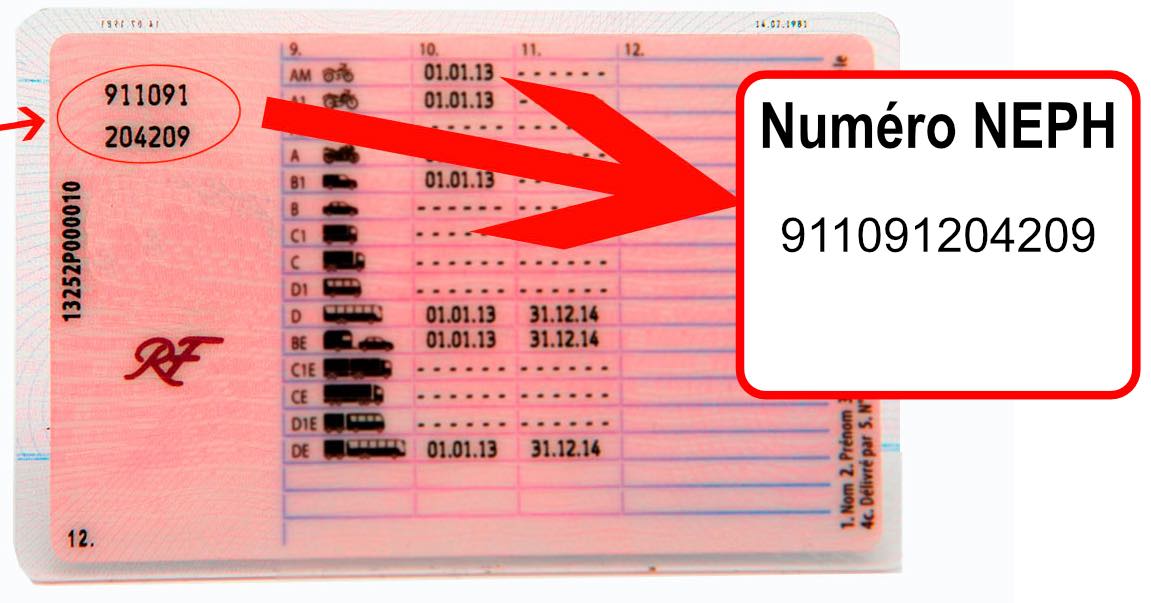 14.07.1981
9. 10. 11. 12.
911091
204209
AM 01.01.13 - - - - - -
A1 01.01.13
A
B1 01.01.13
B - - - - - - - - - - - -
C1
C - - - - - - - - - - - -
D1 - - - - - - - - - - - -
D 01.01.13 31.12.14
BE 01.01.13 31.12.14
C1E - - - - - - - - - - - -
CE - - - - - - - - - - - -
D1E - - - - - - - - - - - -
DE 01.01.13 31.12.14
13252P000010
RF
12.
1. Nom 2. Prénom 3
4c. Délivré par 5. N°
Numéro NEPH
911091204209